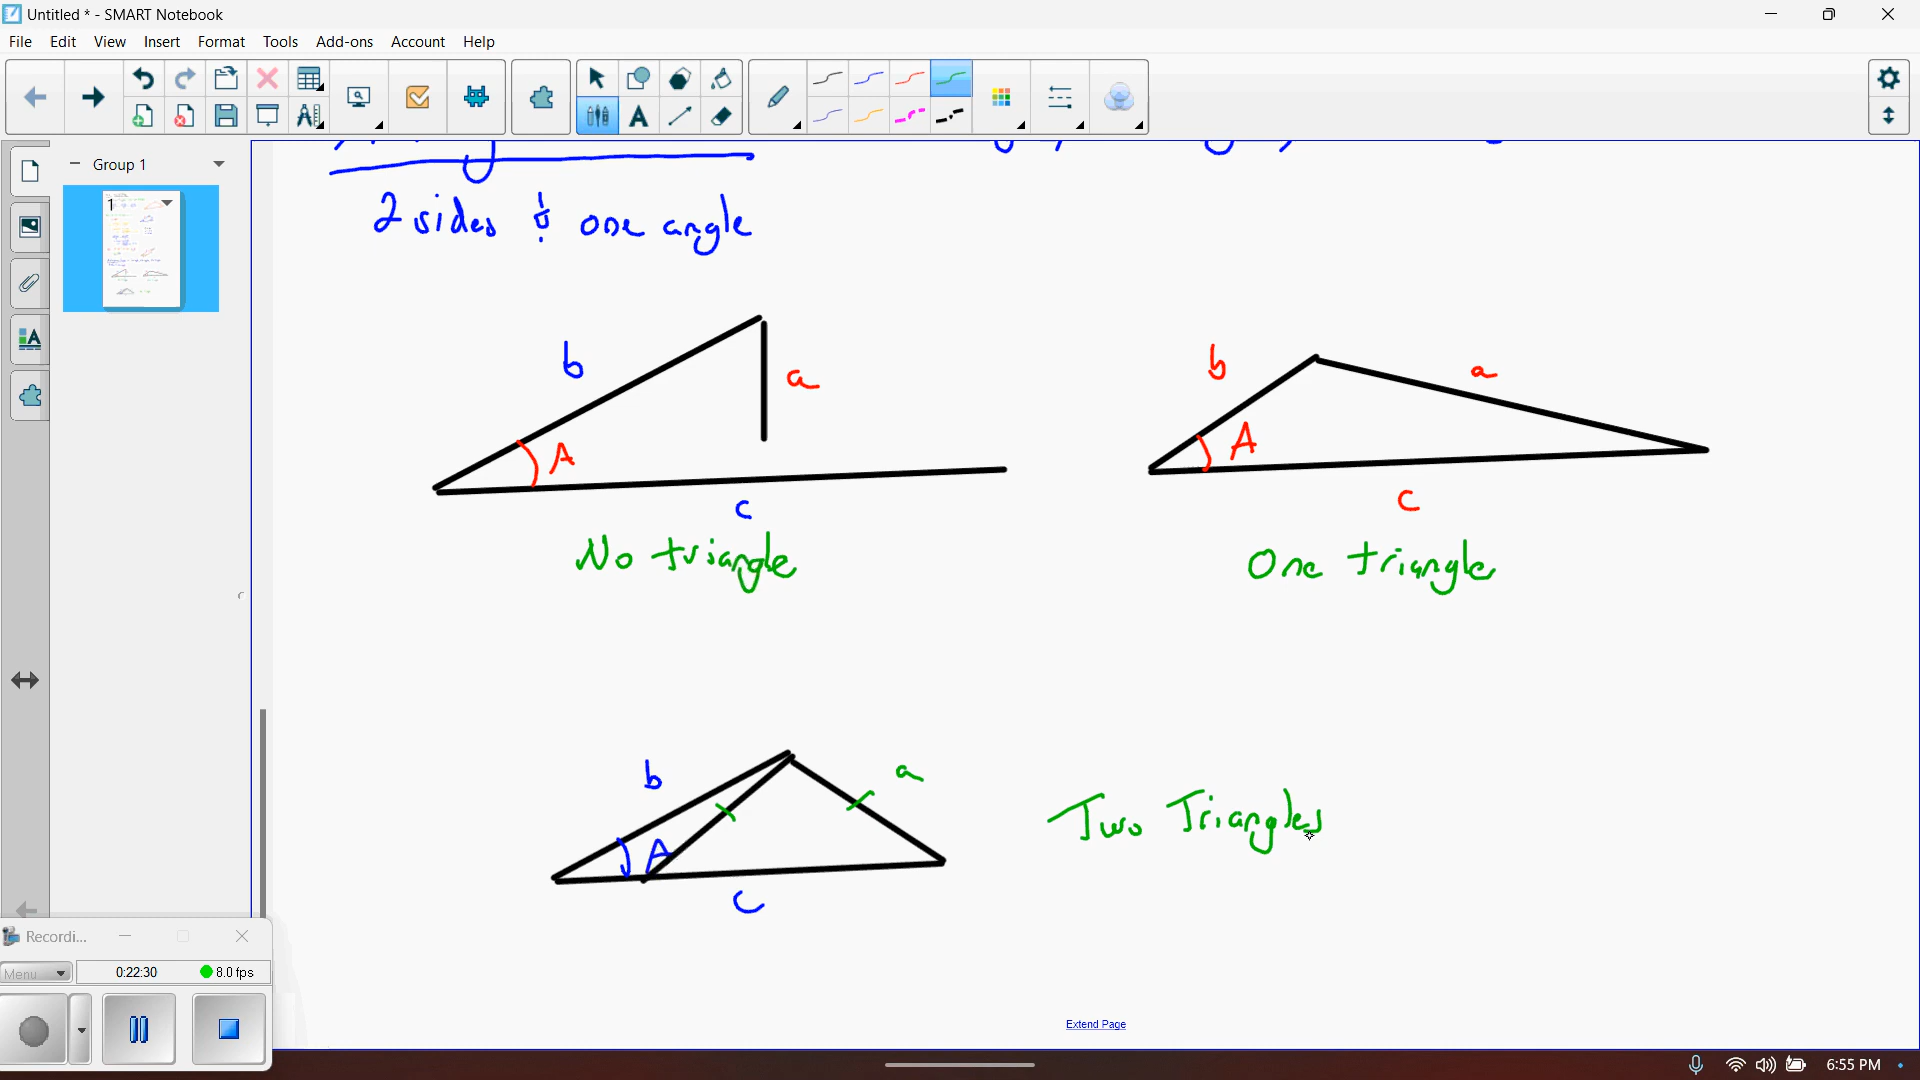 Untitled * - SMART Notebook
File Edit View Insert Format Tools Add-ons Account Help
Group 1
1
2 sides & one angle
b
a
A
c
No triangle
b
a
A
c
One triangle
b
a
A
c
Two Triangles
Extend Page
Recordi...
Menu
0:22:30
8.0 fps
6:55 PM